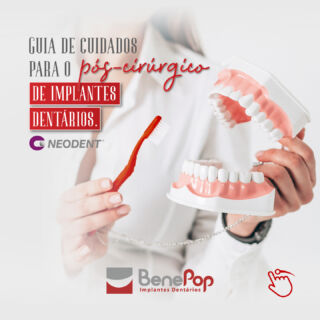 GUIA DE CUIDADOS
PARA O pós-cirúrgico
DE IMPLANTES
DENTÁRIOS.
NEODENT
BenePop
Implantes Dentários